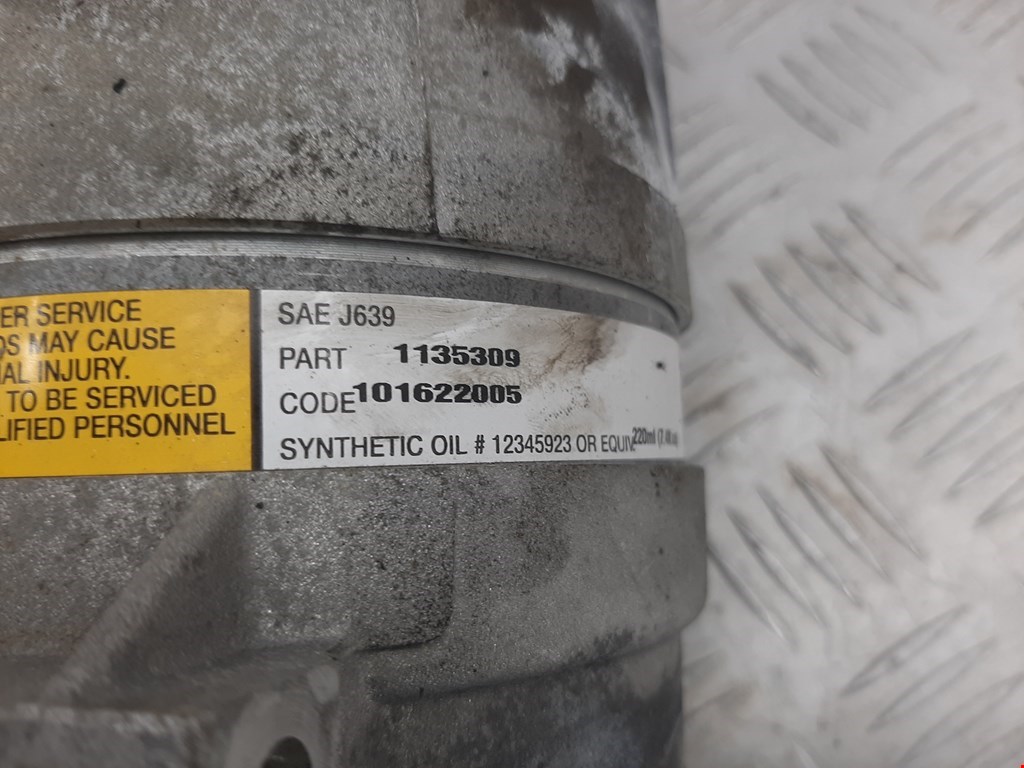 ER SERVICE
DS MAY CAUSE
AL INJURY.
TO BE SERVICED
LIFIED PERSONNEL
SAE J639
PART 1135309
CODE 101622005
SYNTHETIC OIL # 12345923 OR EQUIV. 220ml